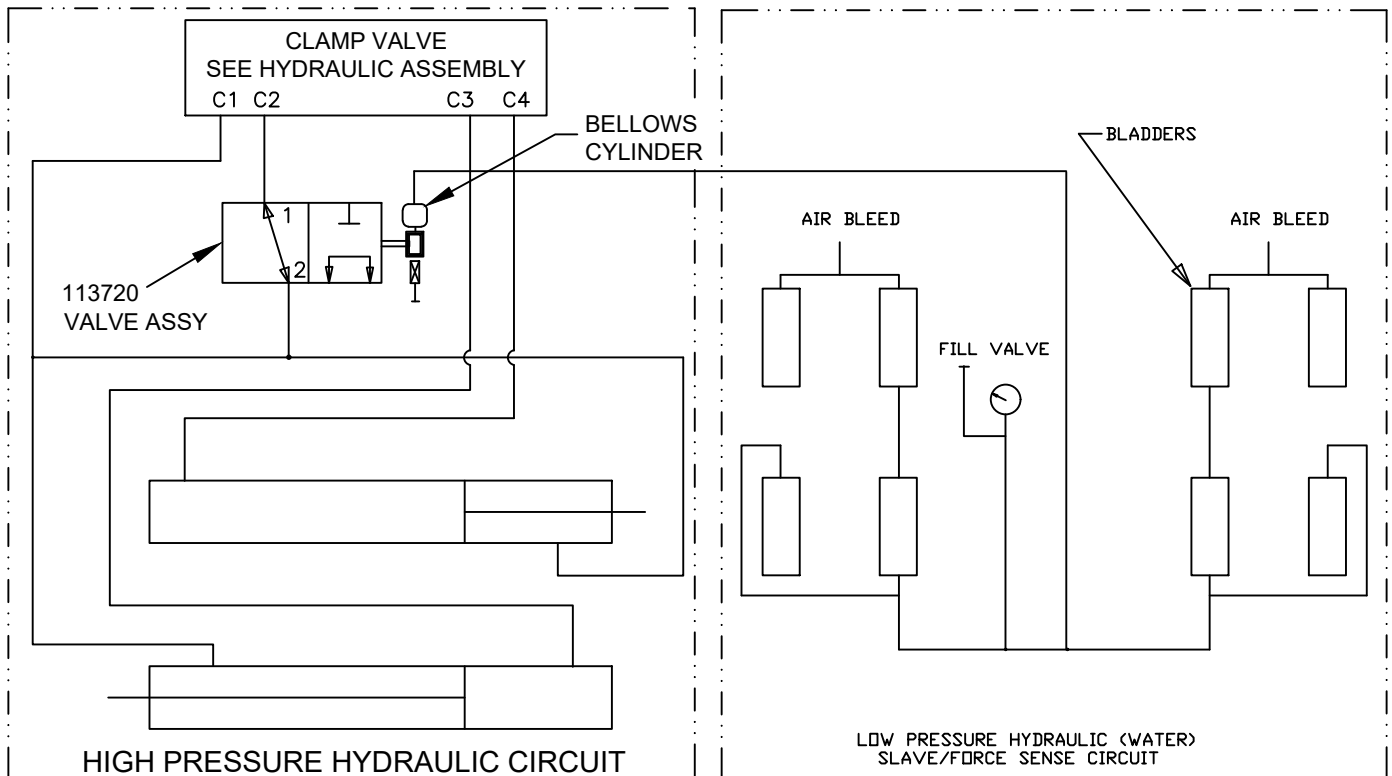 CLAMP VALVE
SEE HYDRAULIC ASSEMBLY
C1 C2 C3 C4
BELLOWS
CYLINDER
1
2
113720
VALVE ASSY
HIGH PRESSURE HYDRAULIC CIRCUIT
BLADDERS
AIR BLEED
AIR BLEED
FILL VALVE
LOW PRESSURE HYDRAULIC (WATER)
SLAVE/FORCE SENSE CIRCUIT